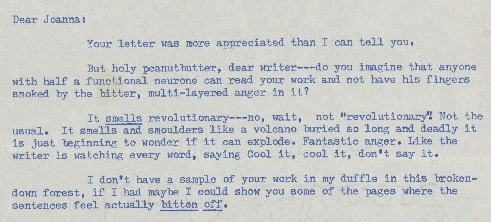 Dear Joanna:
Your letter was more appreciated than I can tell you.
But holy peanutbutter, dear writer---do you imagine that anyone
with half a functional neurone can read your work and not have his fingers
smoked by the bitter, multi-layered anger in it?
It smells revolutionary---no, wait, not "revolutionary"! Not the
usual. It smells and smoulders like a volcano buried so long and deadly it
is just beginning to wonder if it can explode. Fantastic anger. Like the
writer is watching every word, saying Cool it, cool it, don't say it.
I don't have a sample of your work in my duffle in this broken-
down forest, if I had maybe I could show you some of the pages where the
sentences feel actually bitten off.